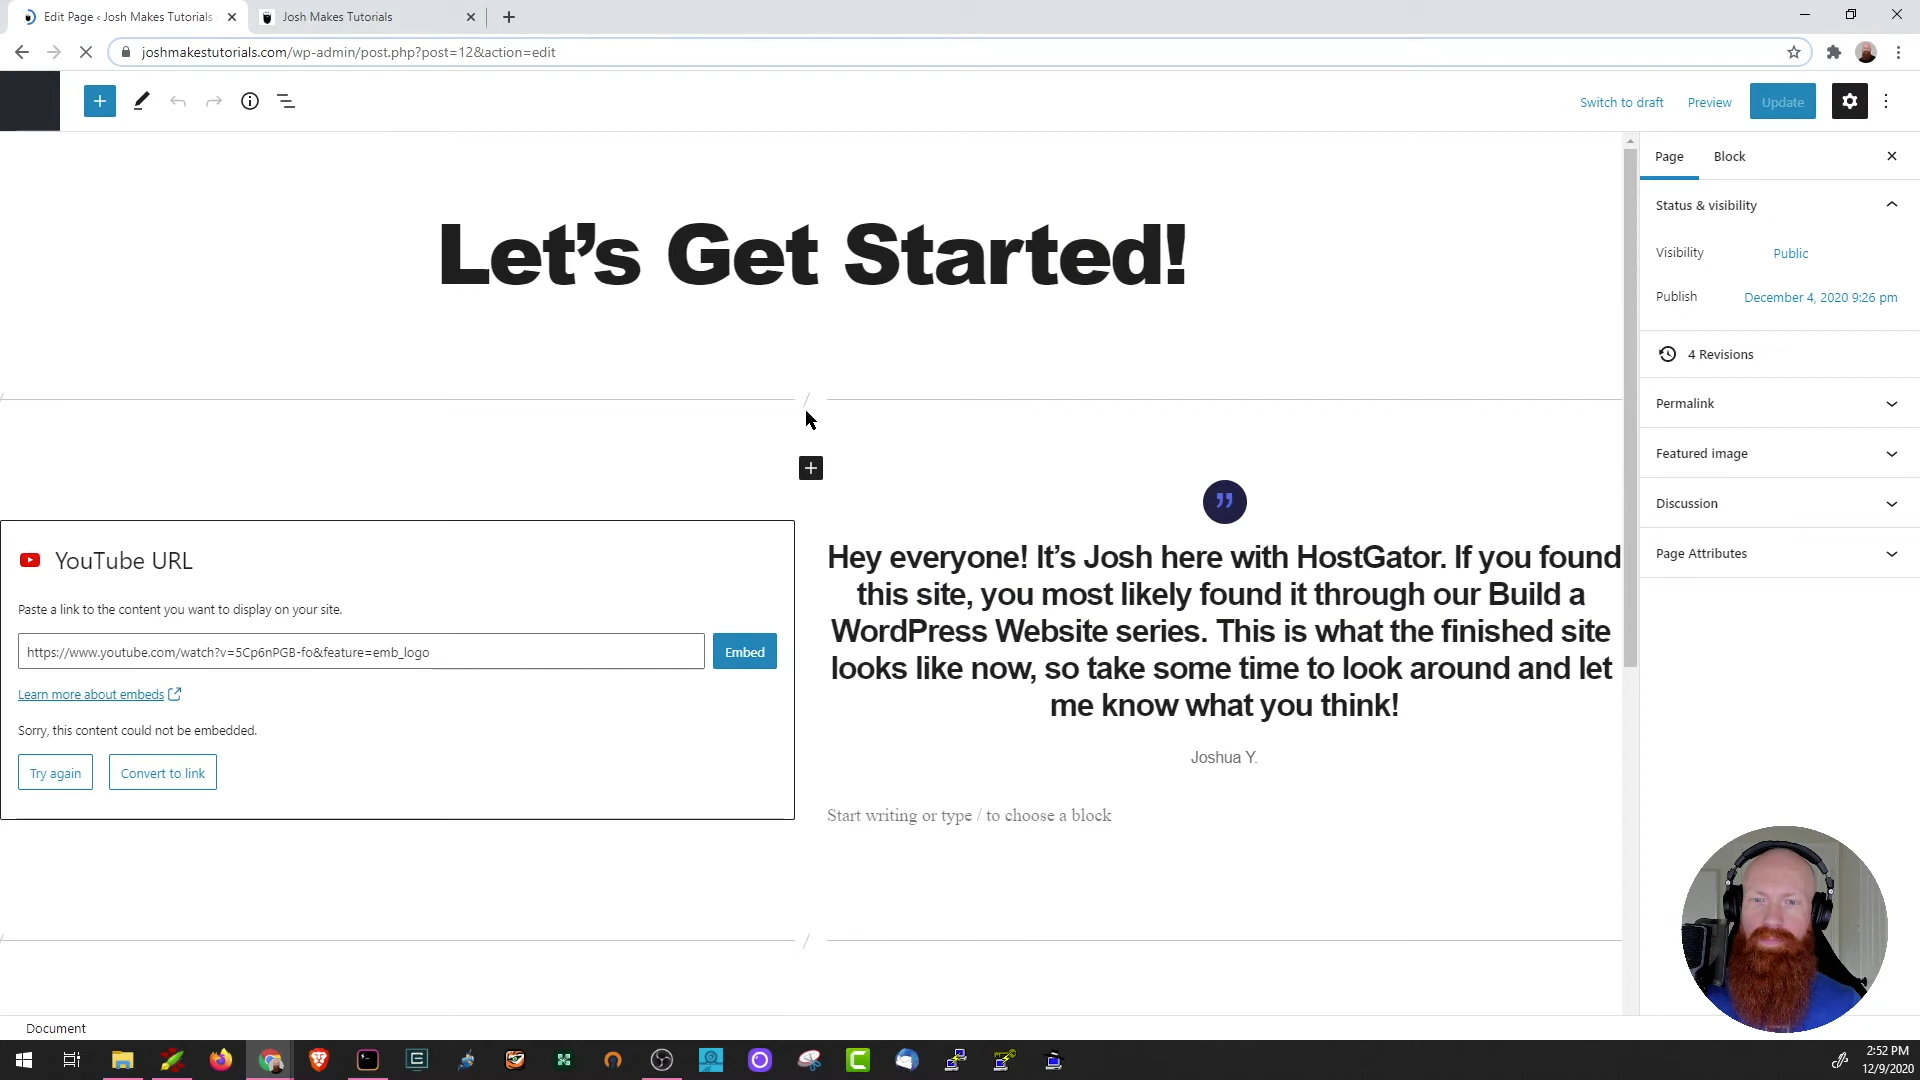 Edit Page ‹ Josh Makes Tutorials
Josh Makes Tutorials
joshmakestutorials.com/wp-admin/post.php?post=12&action=edit
Switch to draft
Preview
Update
Page
Block
Let’s Get Started!
Status & visibility
Visibility
Public
Publish
December 4, 2020 9:26 pm
4 Revisions
Permalink
Featured image
Discussion
Page Attributes
YouTube URL
Paste a link to the content you want to display on your site.
https://www.youtube.com/watch?v=5Cp6nPGB-fo&feature=emb_logo
Embed
Learn more about embeds
Sorry, this content could not be embedded.
Try again
Convert to link
Hey everyone! It’s Josh here with HostGator. If you found
this site, you most likely found it through our Build a
WordPress Website series. This is what the finished site
looks like now, so take some time to look around and let
me know what you think!
Joshua Y.
Start writing or type / to choose a block
Document
2:52 PM
12/9/2020